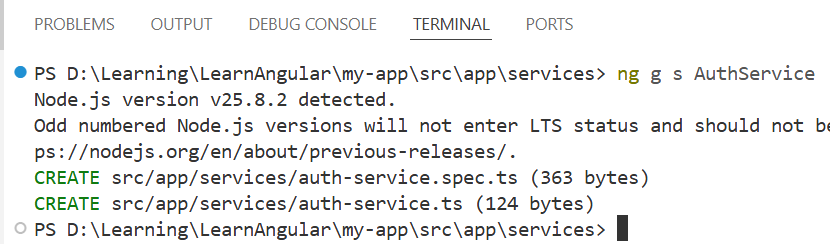 PROBLEMS OUTPUT DEBUG CONSOLE TERMINAL PORTS
PS D:\Learning\LearnAngular\my-app\src\app\services> ng g s AuthService
Node.js version v25.8.2 detected.
Odd numbered Node.js versions will not enter LTS status and should not be
ps://nodejs.org/en/about/previous-releases/.
CREATE src/app/services/auth-service.spec.ts (363 bytes)
CREATE src/app/services/auth-service.ts (124 bytes)
PS D:\Learning\LearnAngular\my-app\src\app\services>